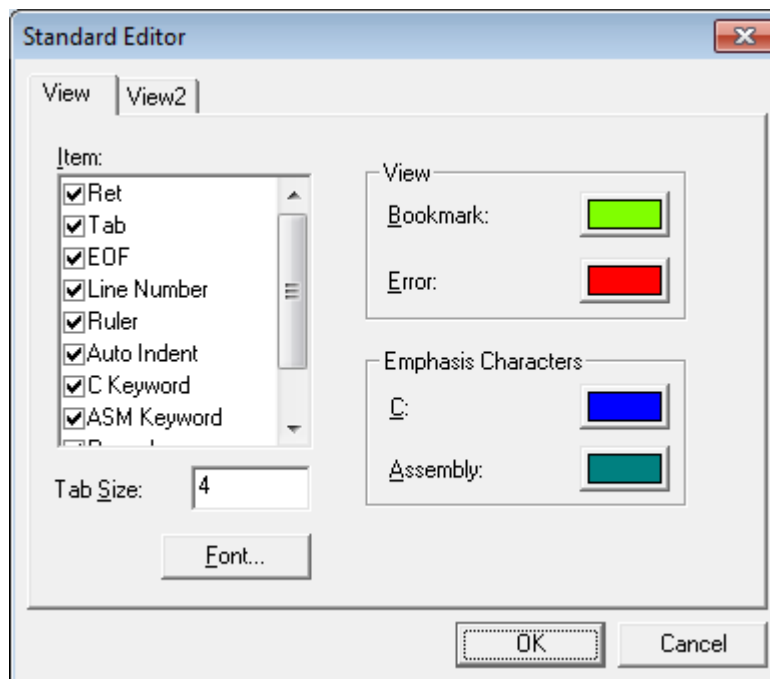 Standard Editor
View
View2
Item:
Ret
Tab
EOF
Line Number
Ruler
Auto Indent
C Keyword
ASM Keyword
Tab Size:
4
Font...
View
Bookmark:
Error:
Emphasis Characters
C:
Assembly:
OK
Cancel